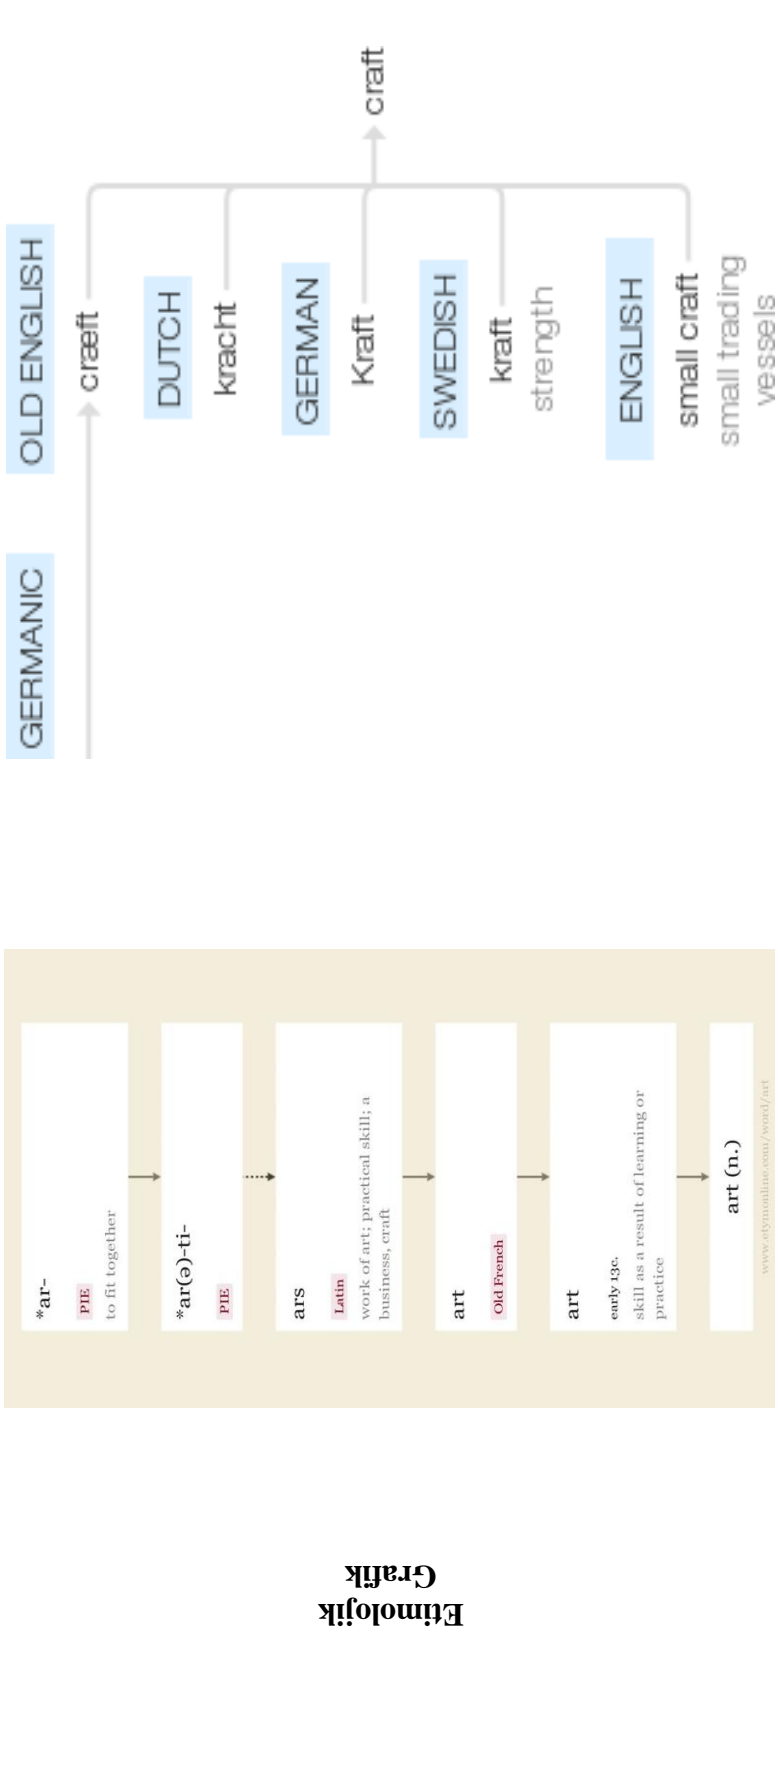 Etimolojik
Grafik
*ar-
PIE
to fit together
*ar(ə)-ti-
PIE
ars
Latin
work of art; practical skill; a
business, craft
art
Old French
art
early 13c.
skill as a result of learning or
practice
art (n.)
www.etymonline.com/word/art
GERMANIC
OLD ENGLISH
cræft
DUTCH
kracht
GERMAN
Kraft
SWEDISH
kraft
strength
ENGLISH
small craft
small trading
vessels
craft